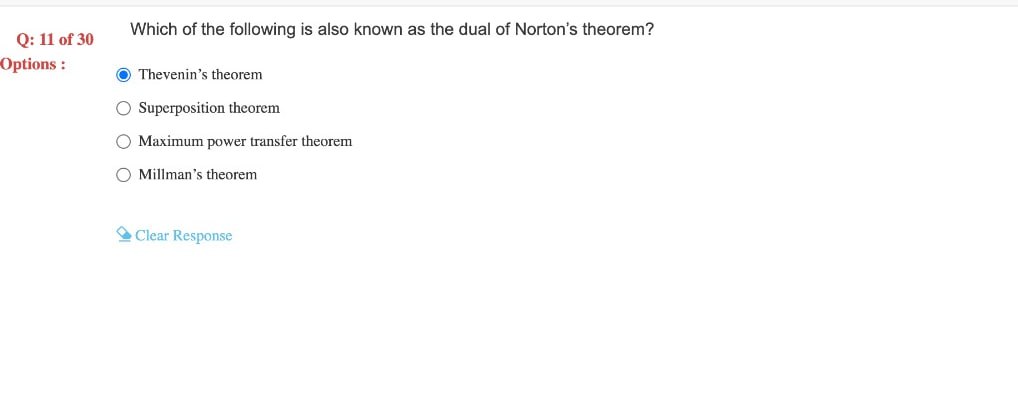 Which of the following is also known as the dual of Norton's theorem?
Q: 11 of 30
Options :
Thevenin's theorem
Superposition theorem
Maximum power transfer theorem
Millman's theorem
Clear Response